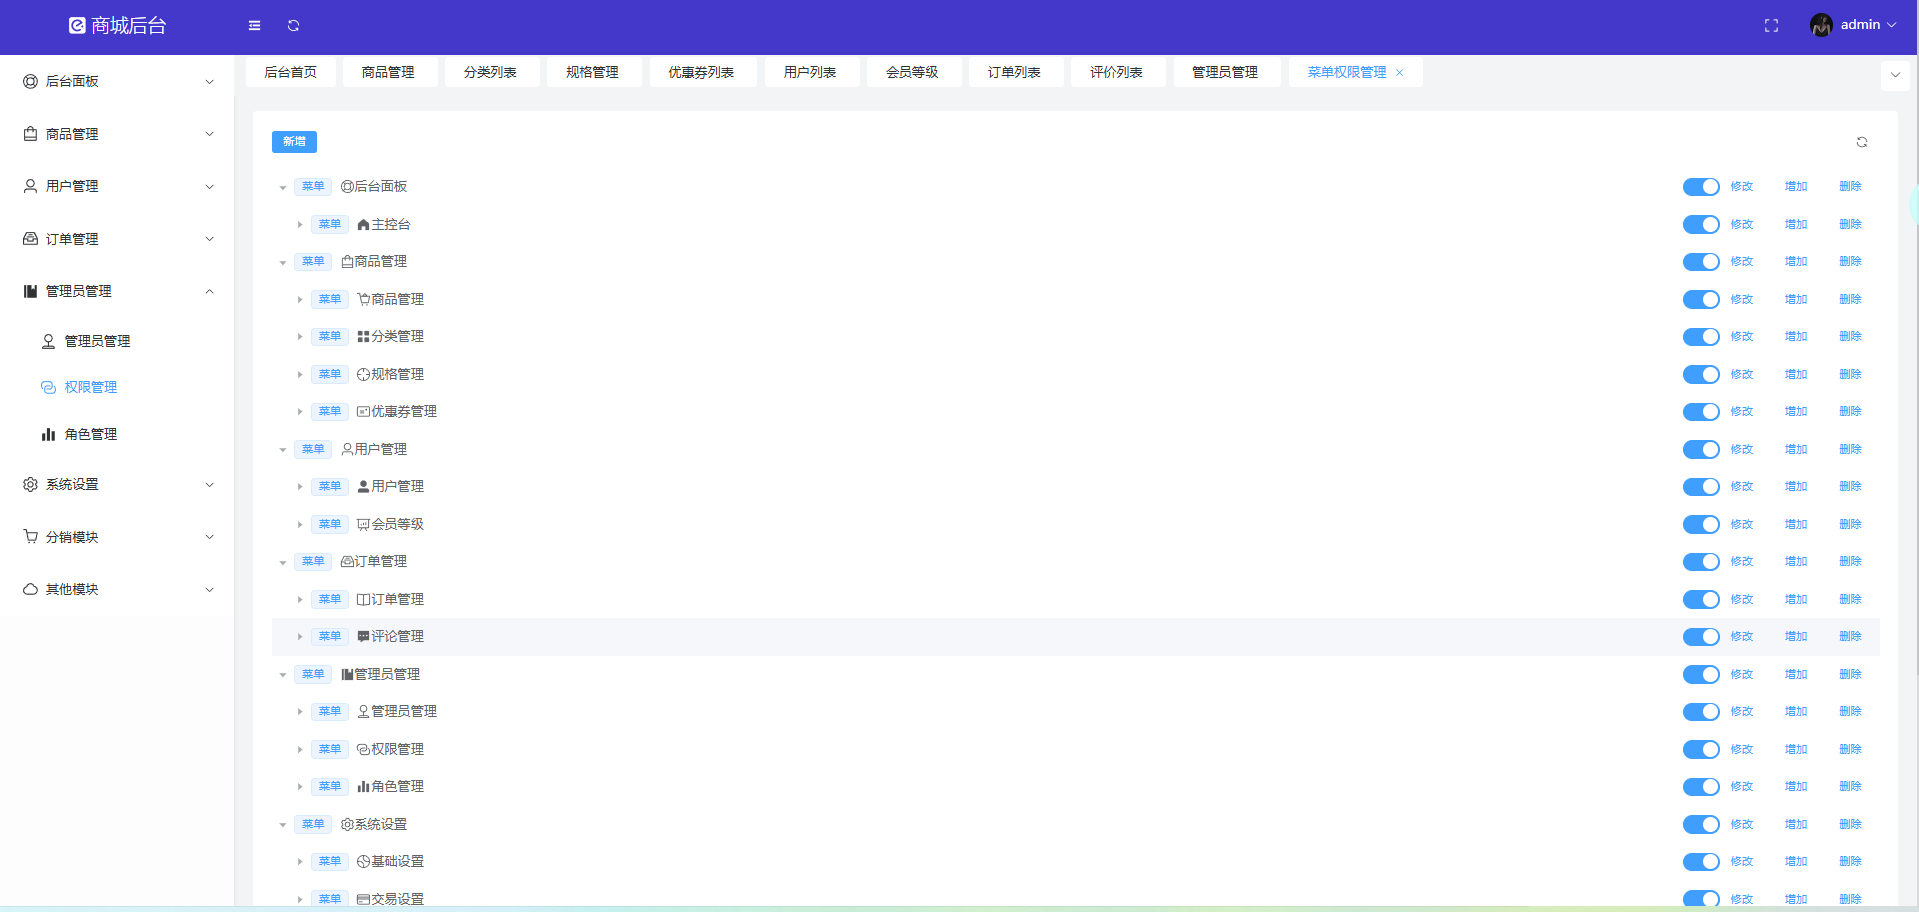 商城后台 admin
后台首页 商品管理 分类列表 规格管理 优惠券列表 用户列表 会员等级 订单列表 评价列表 管理员管理 菜单权限管理
后台面板
商品管理
用户管理
订单管理
管理员管理
管理员管理
权限管理
角色管理
系统设置
分销模块
其他模块
新增
菜单 后台面板 修改 增加 删除
菜单 主控台 修改 增加 删除
菜单 商品管理 修改 增加 删除
菜单 商品管理 修改 增加 删除
菜单 分类管理 修改 增加 删除
菜单 规格管理 修改 增加 删除
菜单 优惠券管理 修改 增加 删除
菜单 用户管理 修改 增加 删除
菜单 用户管理 修改 增加 删除
菜单 会员等级 修改 增加 删除
菜单 订单管理 修改 增加 删除
菜单 订单管理 修改 增加 删除
菜单 评论管理 修改 增加 删除
菜单 管理员管理 修改 增加 删除
菜单 管理员管理 修改 增加 删除
菜单 权限管理 修改 增加 删除
菜单 角色管理 修改 增加 删除
菜单 系统设置 修改 增加 删除
菜单 基础设置 修改 增加 删除
菜单 交易设置 修改 增加 删除